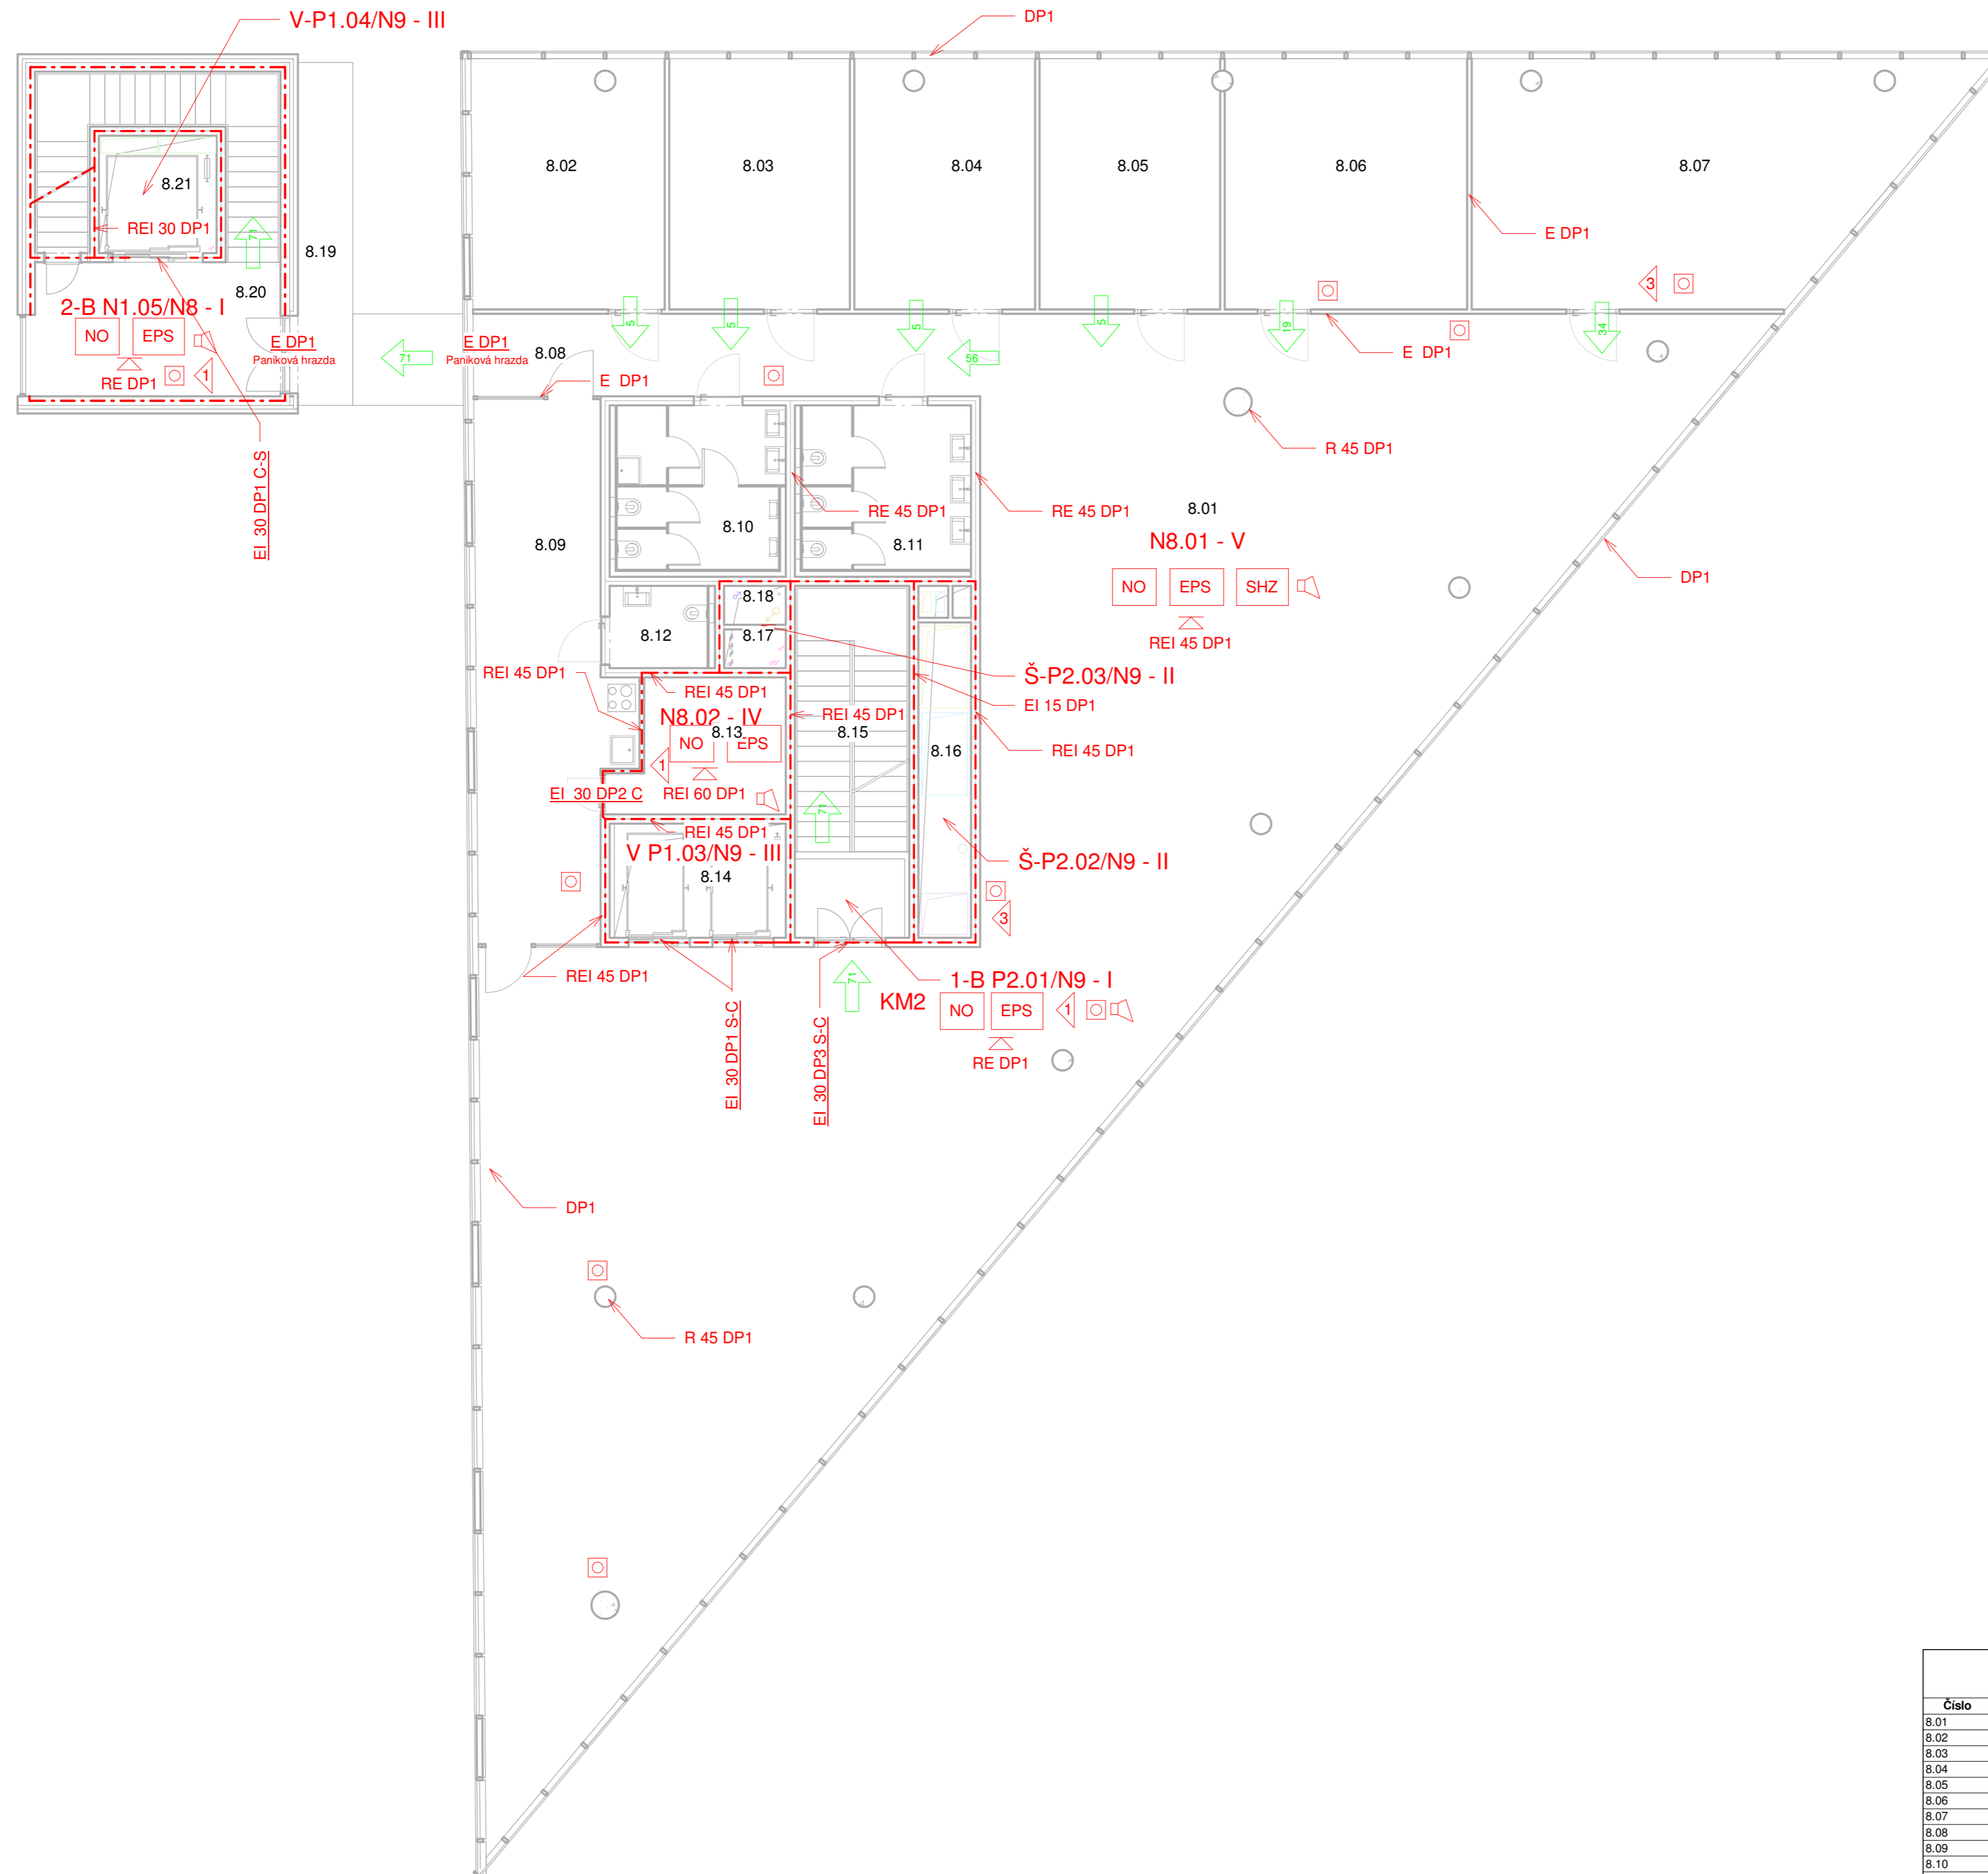 V-P1.04/N9 - III
DP1
8.02
8.03
8.04
8.05
8.06
8.07
8.21
REI 30 DP1
71
8.19
8.20
E DP1
2-B N1.05/N8 - I
NO
EPS
RE DP1
1
E DP1
Paniková hrazda
71
E DP1
Paniková hrazda
8.08
5
5
5
5
19
34
3
56
E DP1
E DP1
EI 30 DP1 C-S
R 45 DP1
8.09
8.10
8.11
RE 45 DP1
RE 45 DP1
8.01
N8.01 - V
NO
EPS
SHZ
REI 45 DP1
DP1
8.12
8.18
8.17
REI 45 DP1
REI 45 DP1
Š-P2.03/N9 - II
EI 15 DP1
N8.02 - IV
8.13
NO
EPS
REI 45 DP1
8.15
8.16
REI 45 DP1
1
EI 30 DP2 C
REI 60 DP1
71
REI 45 DP1
V P1.03/N9 - III
8.14
Š-P2.02/N9 - II
3
REI 45 DP1
71
1-B P2.01/N9 - I
KM2
NO
EPS
1
RE DP1
EI 30 DP1 S-C
EI 30 DP3 S-C
DP1
R 45 DP1
Číslo
8.01
8.02
8.03
8.04
8.05
8.06
8.07
8.08
8.09
8.10